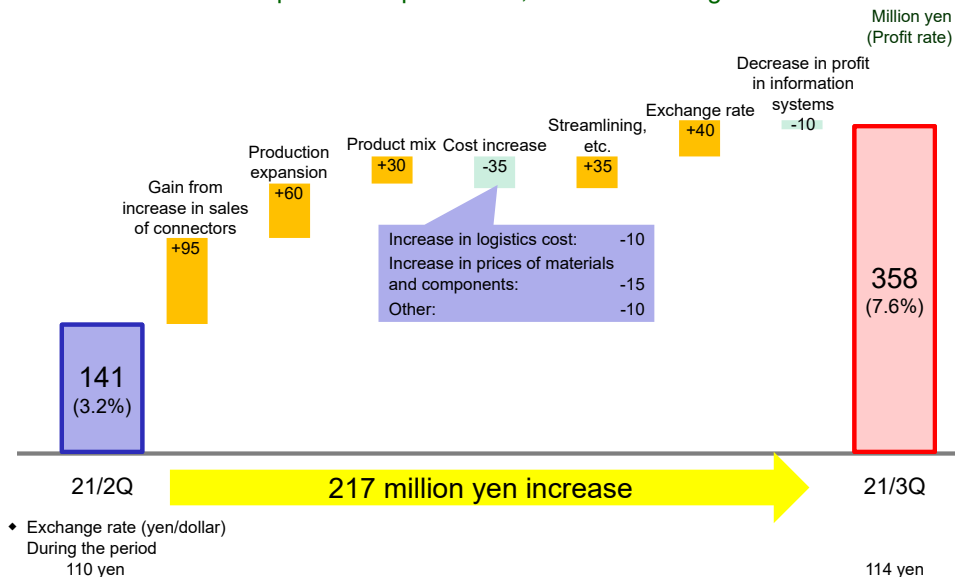 Million yen
(Profit rate)
Decrease in profit
in information
systems
-10
Exchange rate
+40
Streamlining,
etc.
+35
Cost increase
-35
Product mix
+30
Production
expansion
+60
Gain from
increase in sales
of connectors
+95
Increase in logistics cost: -10
Increase in prices of materials
and components: -15
Other: -10
141
(3.2%)
358
(7.6%)
21/2Q
217 million yen increase
21/3Q
◆ Exchange rate (yen/dollar)
During the period
110 yen
114 yen